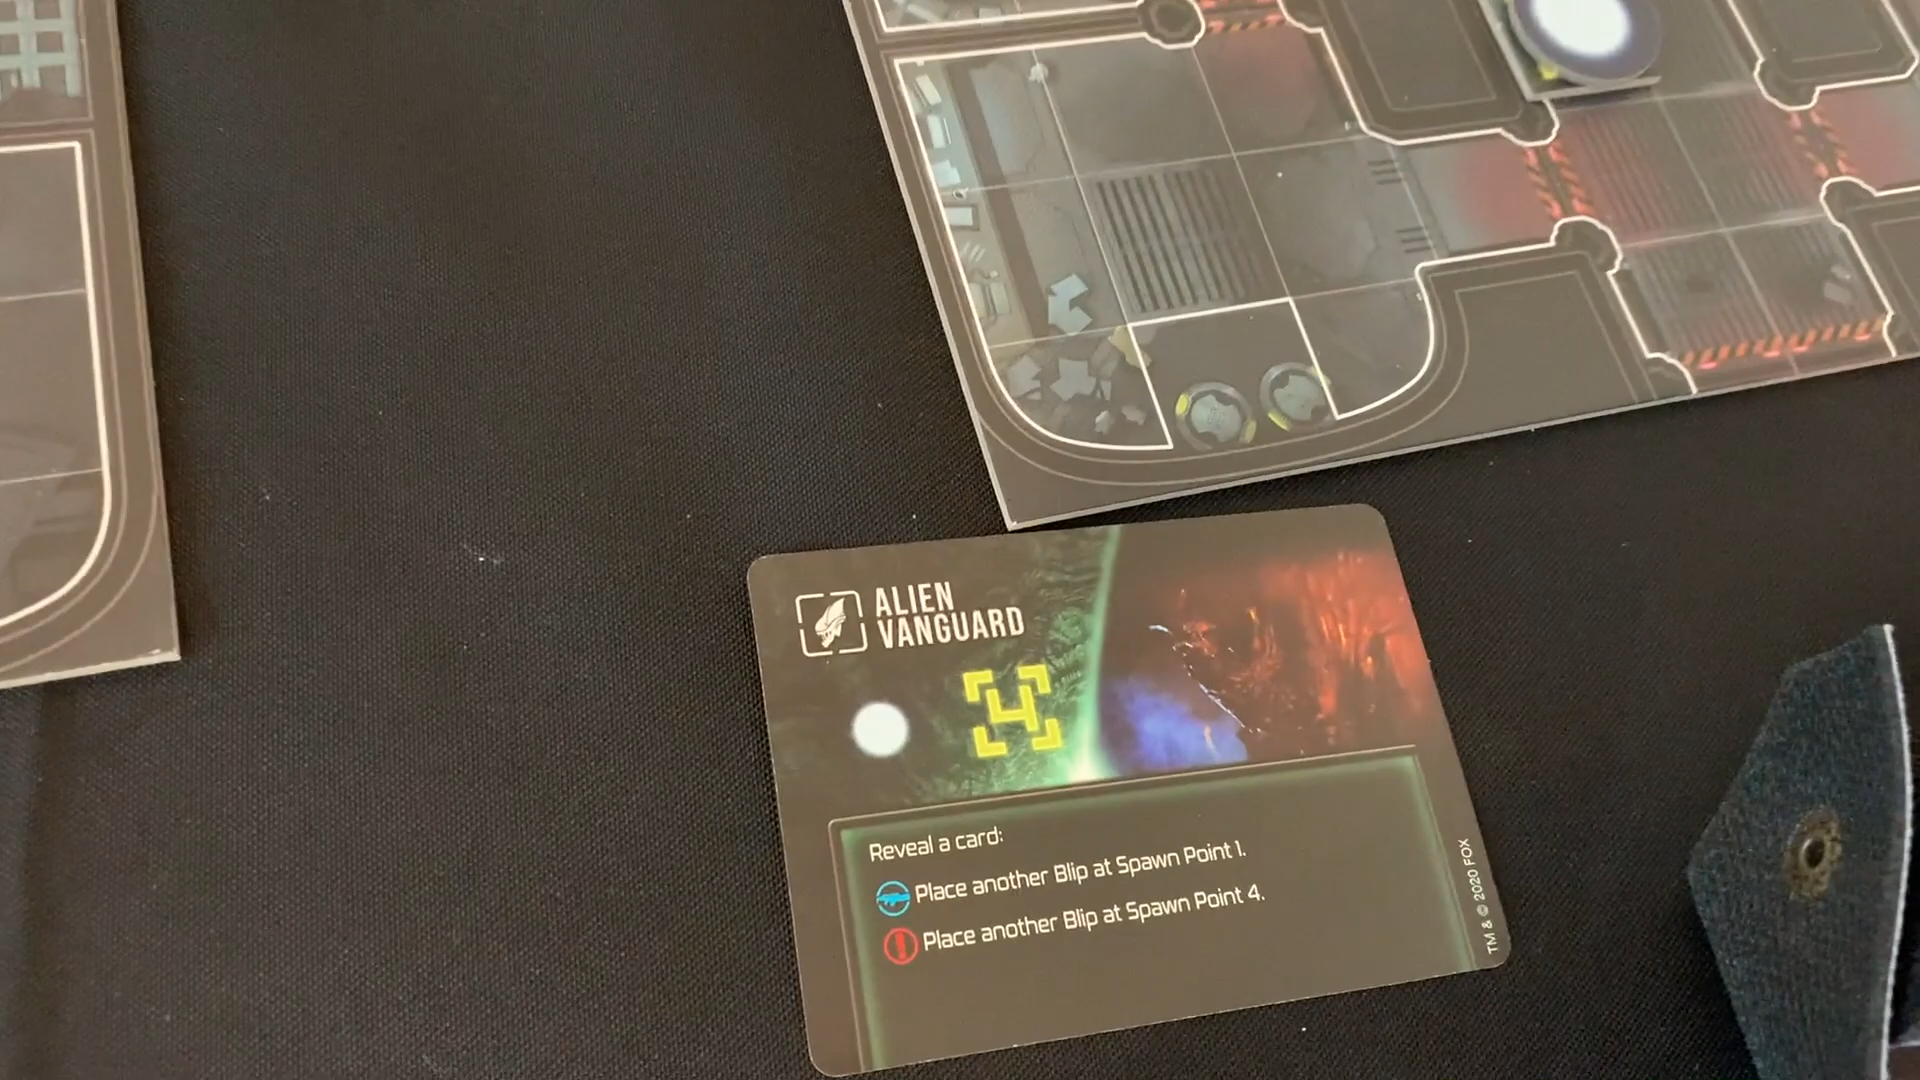 ALIEN
VANGUARD
4
Reveal a card:
Place another Blip at Spawn Point 1.
Place another Blip at Spawn Point 4.
TM & © 2020 FOX